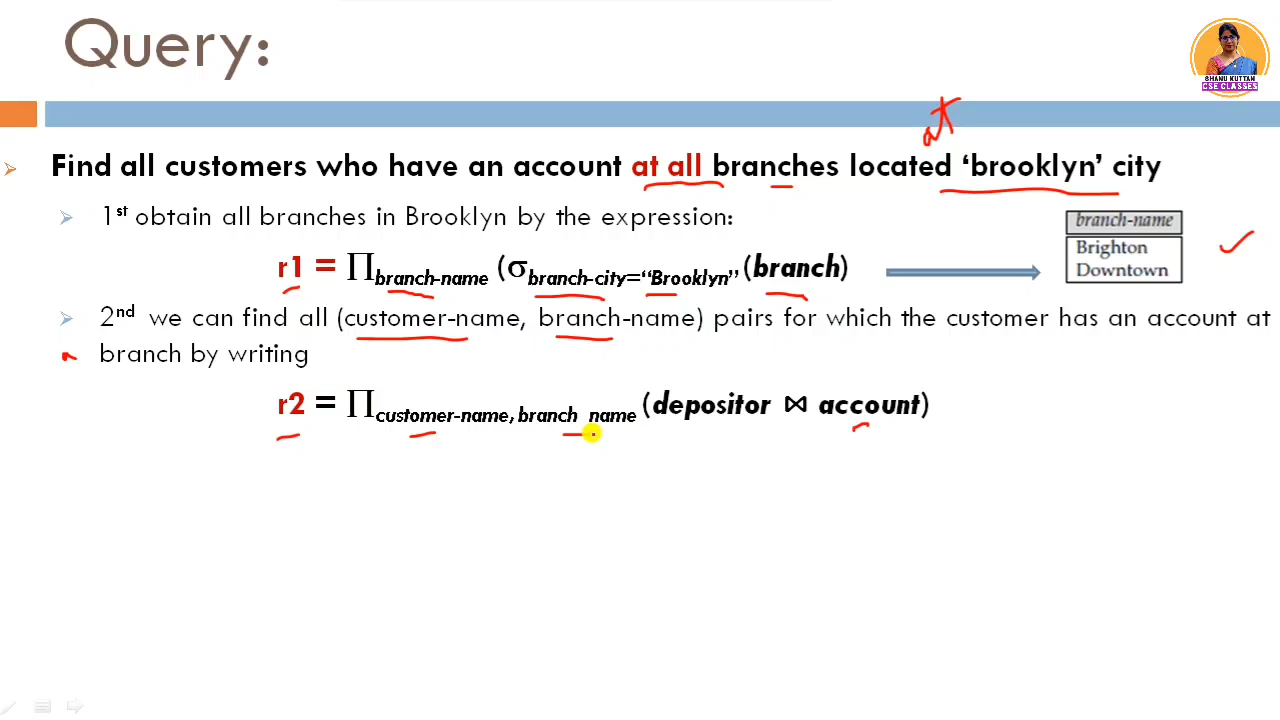 Query:
BHANU KUTTAN
CSE CLASSES
at
Find all customers who have an account at all branches located ‘brooklyn’ city
1st obtain all branches in Brooklyn by the expression:
branch-name
Brighton
Downtown
r1 = ∏branch-name (σbranch-city=“Brooklyn” (branch)
2nd we can find all (customer-name, branch-name) pairs for which the customer has an account at
branch by writing
r2 = ∏customer-name, branch name (depositor ⋈ account)